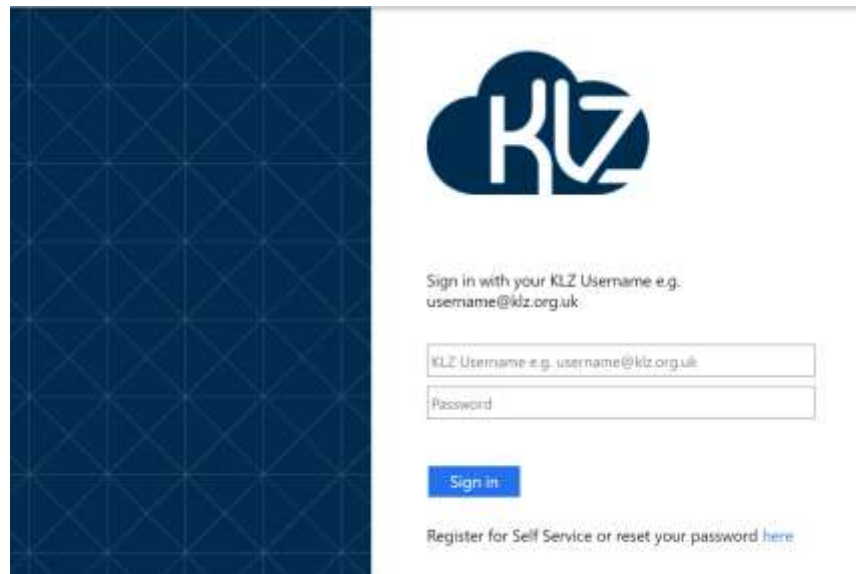 KLZ
Sign in with your KLZ Username e.g.
username@klz.org.uk
KLZ Username e.g. username@klz.org.uk
Password
Sign in
Register for Self Service or reset your password here